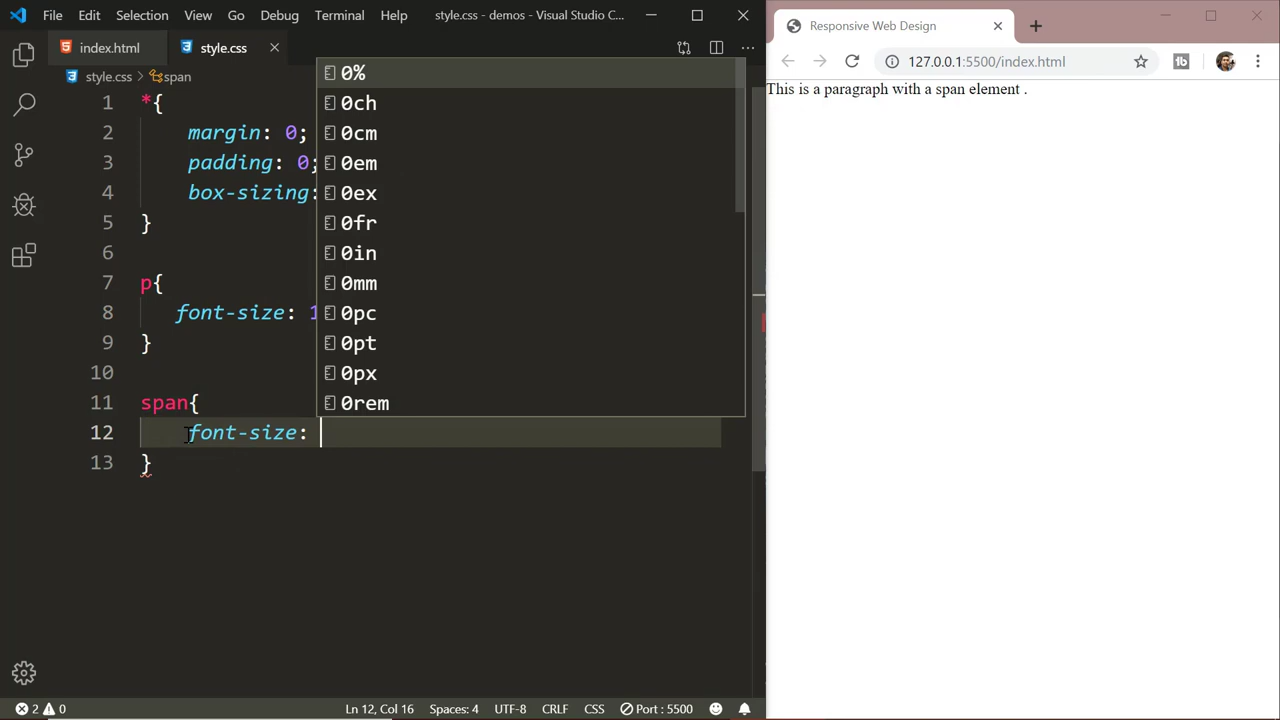 File Edit Selection View Go Debug Terminal Help style.css - demos - Visual Studio C...
index.html style.css
style.css span
1 *{
2 margin: 0;
3 padding: 0;
4 box-sizing:
5 }
6
7 p{
8 font-size: 1
9 }
10
11 span{
12 font-size:
13 }
0%
0ch
0cm
0em
0ex
0fr
0in
0mm
0pc
0pt
0px
0rem
2 0 Ln 12, Col 16 Spaces: 4 UTF-8 CRLF CSS Port : 5500
Responsive Web Design
127.0.0.1:5500/index.html
This is a paragraph with a span element .